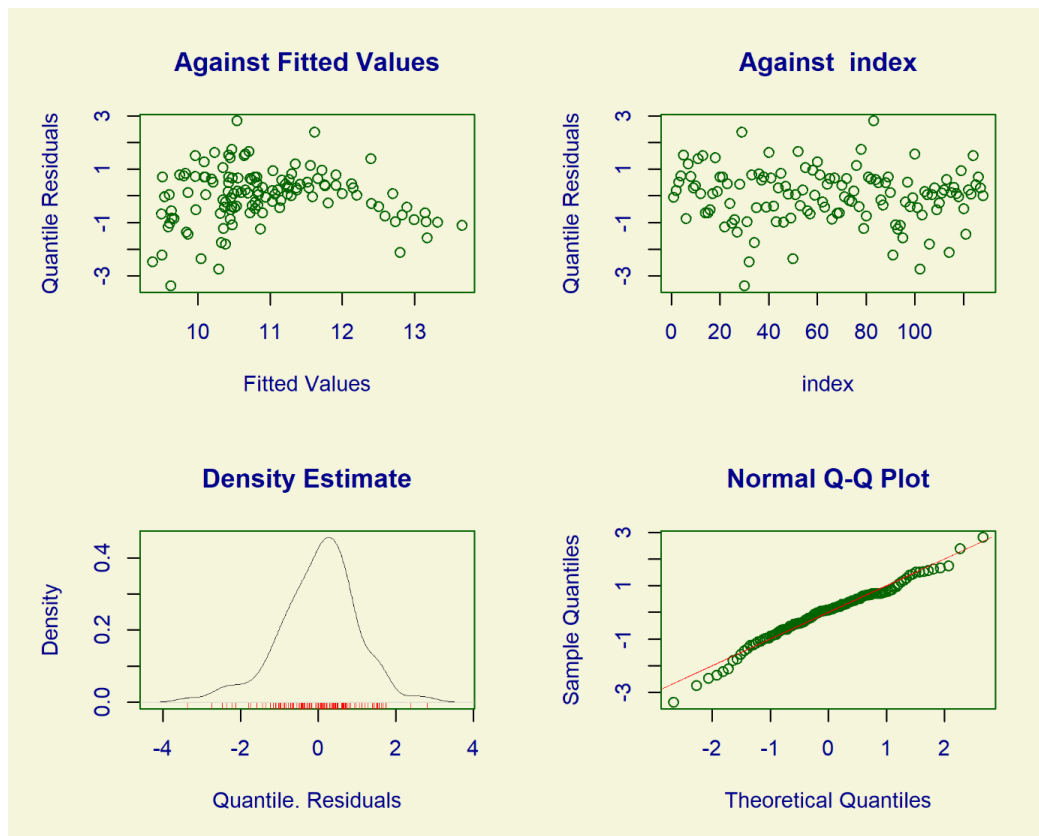 Against Fitted Values
Quantile Residuals
3
1
-1
-3
10 11 12 13
Fitted Values
Against index
Quantile Residuals
3
1
-1
-3
0 20 40 60 80 100
index
Density Estimate
Density
0.4
0.2
0.0
-4 -2 0 2 4
Quantile. Residuals
Normal Q-Q Plot
Sample Quantiles
3
1
-1
-3
-2 -1 0 1 2
Theoretical Quantiles